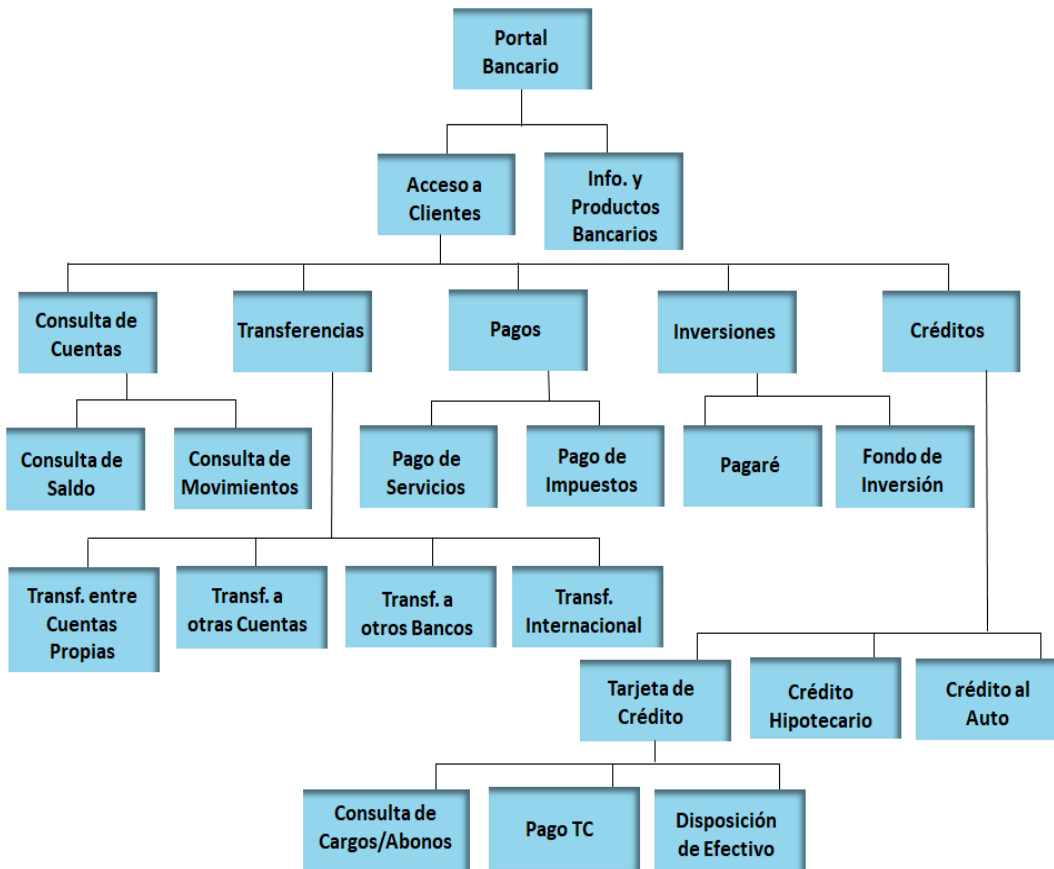 Portal
Bancario
Acceso a
Clientes
Info. y
Productos
Bancarios
Consulta de
Cuentas
Transferencias
Pagos
Inversiones
Créditos
Consulta de
Saldo
Consulta de
Movimientos
Pago de
Servicios
Pago de
Impuestos
Pagaré
Fondo de
Inversión
Transf. entre
Cuentas
Propias
Transf. a
otras Cuentas
Transf. a
otros Bancos
Transf.
Internacional
Tarjeta de
Crédito
Crédito
Hipotecario
Crédito al
Auto
Consulta de
Cargos/Abonos
Pago TC
Disposición
de Efectivo